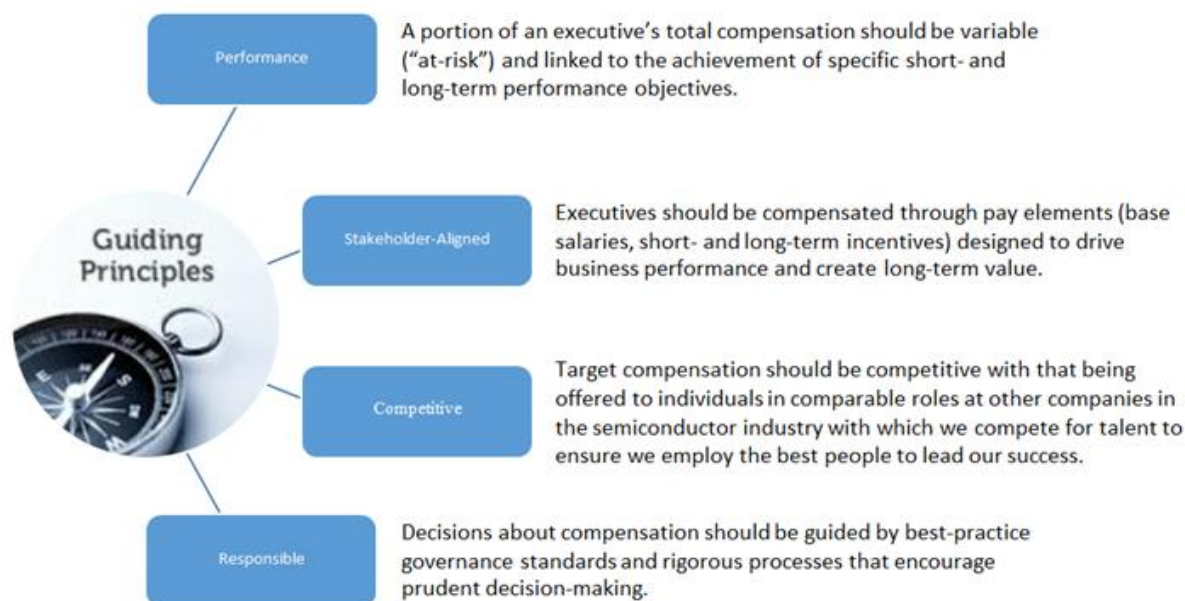 Performance
A portion of an executive's total compensation should be variable
("at-risk") and linked to the achievement of specific short- and
long-term performance objectives.
Guiding
Principles
Stakeholder-Aligned
Executives should be compensated through pay elements (base
salaries, short- and long-term incentives) designed to drive
business performance and create long-term value.
E
S
Competitive
Target compensation should be competitive with that being
offered to individuals in comparable roles at other companies in
the semiconductor industry with which we compete for talent to
ensure we employ the best people to lead our success.
Responsible
Decisions about compensation should be guided by best-practice
governance standards and rigorous processes that encourage
prudent decision-making.